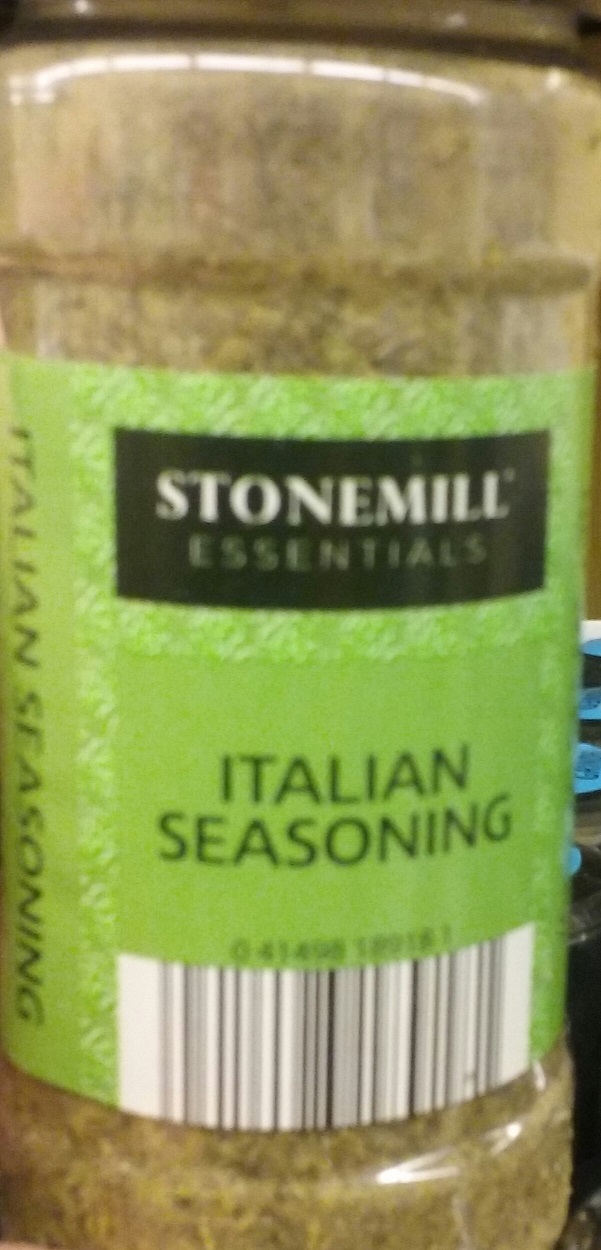 STONEMILL
ESSENTIALS
ITALIAN
SEASONING
ITALIAN SEASONING